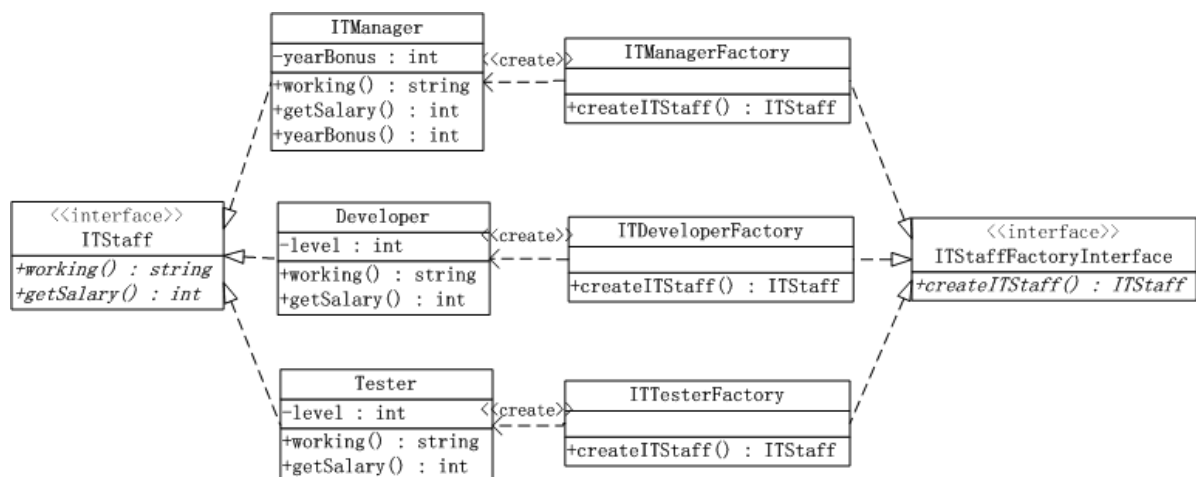 ITManager
-yearBonus : int
+working() : string
+getSalary() : int
+yearBonus() : int
<<create>>
ITManagerFactory
+createITStaff() : ITStaff
<<interface>>
ITStaff
+working() : string
+getSalary() : int
Developer
-level : int
+working() : string
+getSalary() : int
<<create>>
ITDeveloperFactory
+createITStaff() : ITStaff
<<interface>>
ITStaffFactoryInterface
+createITStaff() : ITStaff
Tester
-level : int
+working() : string
+getSalary() : int
<<create>>
ITTesterFactory
+createITStaff() : ITStaff